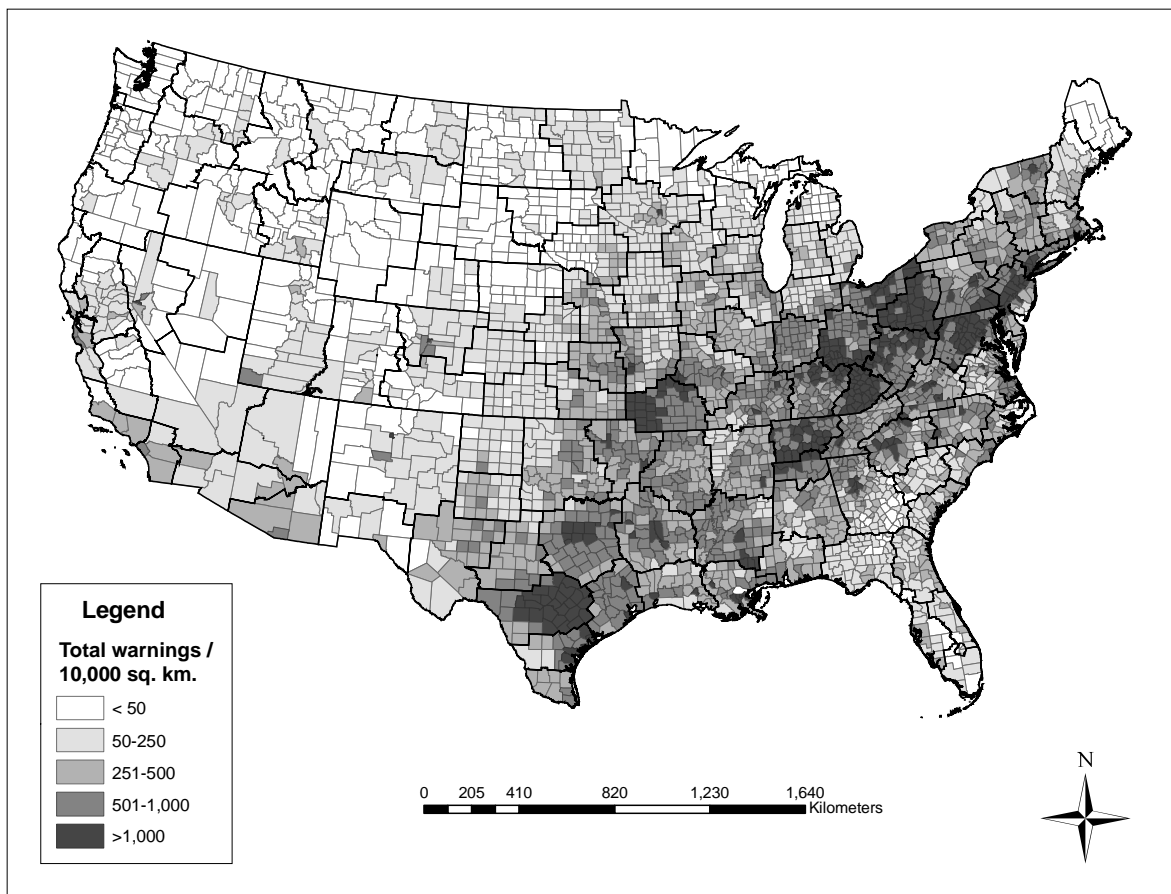 Legend
Total warnings /
10,000 sq. km.
< 50
50-250
251-500
501-1,000
>1,000
0 205 410 820 1,230 1,640
Kilometers
N